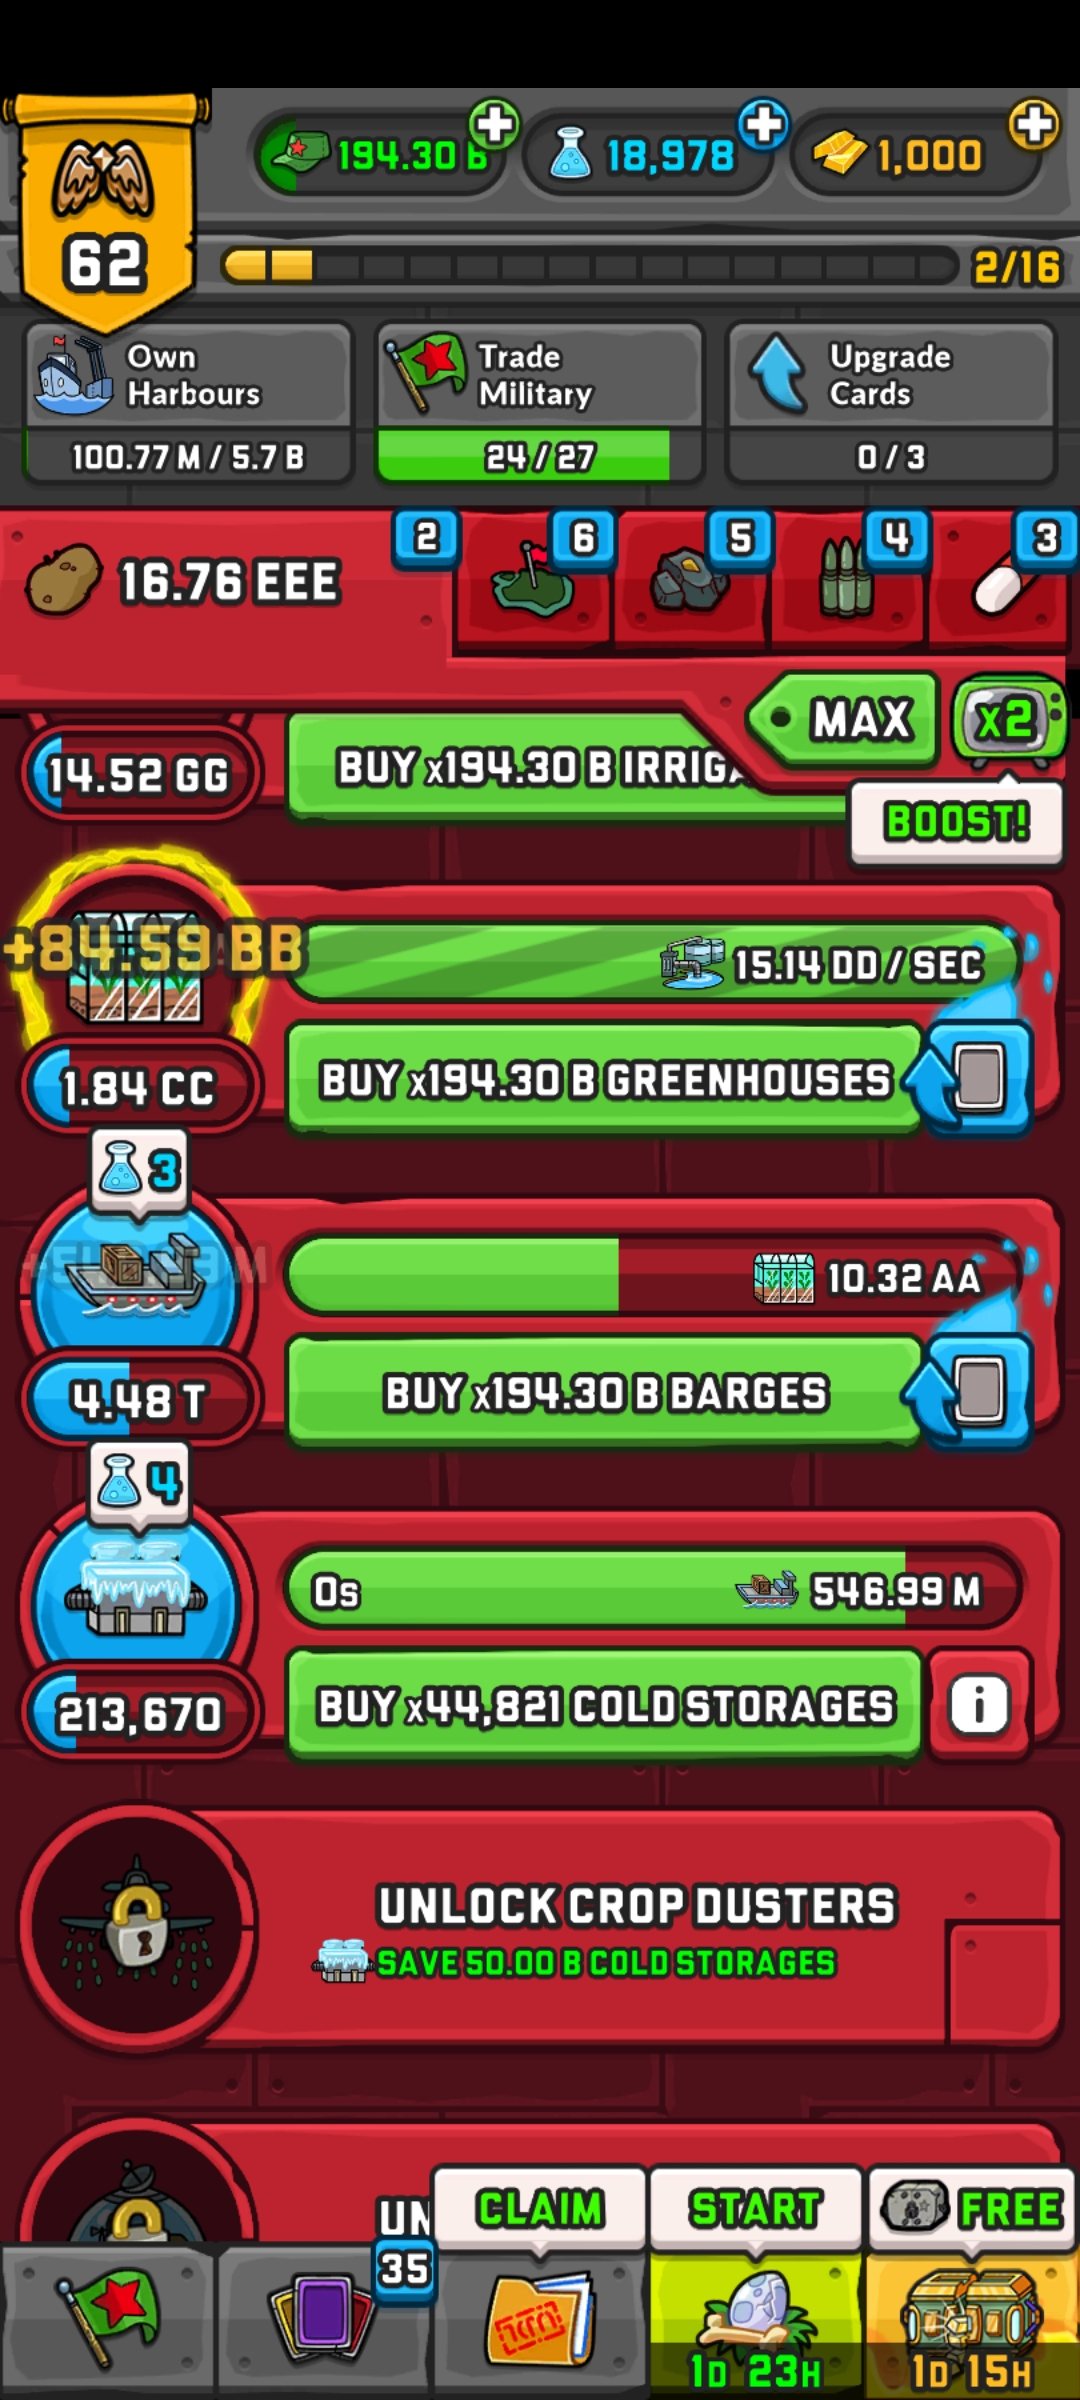 194.30 B
18,978
1,000
62
2/16
Own
Harbours
100.77 M / 5.7 B
Trade
Military
24 / 27
Upgrade
Cards
0 / 3
16.76 EEE
2
6
5
4
3
MAX
x2
BOOST!
14.52 GG
BUY x194.30 B
+84.59 BB
15.14 DD / SEC
1.84 CC
BUY x194.30 B GREENHOUSES
3
10.32 AA
4.48 T
BUY x194.30 B BARGES
4
0s
546.99 M
213,670
BUY x44,821 COLD STORAGES
i
UNLOCK CROP DUSTERS
SAVE 50.00 B COLD STORAGES
CLAIM
START
FREE
35
1D 23H
1D 15H